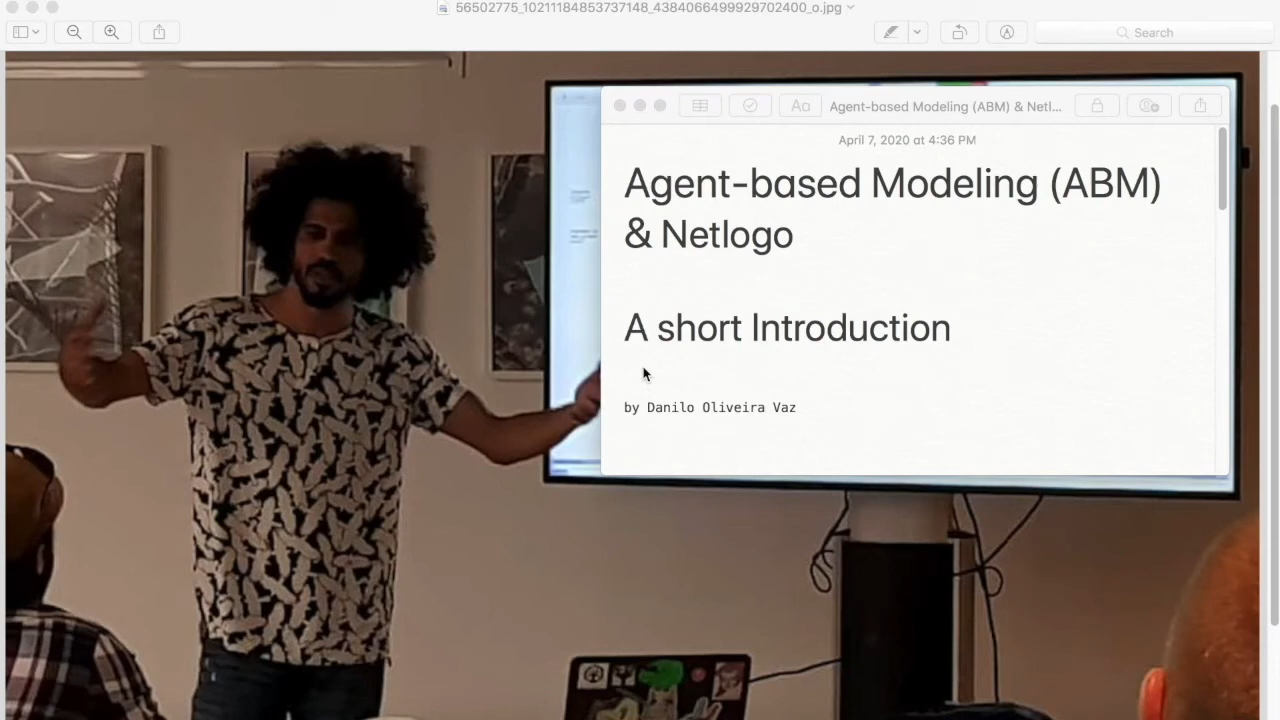 56502775_10211184853737148_4384066499929702400_o.jpg
Search
Agent-based Modeling (ABM) & Netl...
April 7, 2020 at 4:36 PM
Agent-based Modeling (ABM)
& Netlogo
A short Introduction
by Danilo Oliveira Vaz
Aa